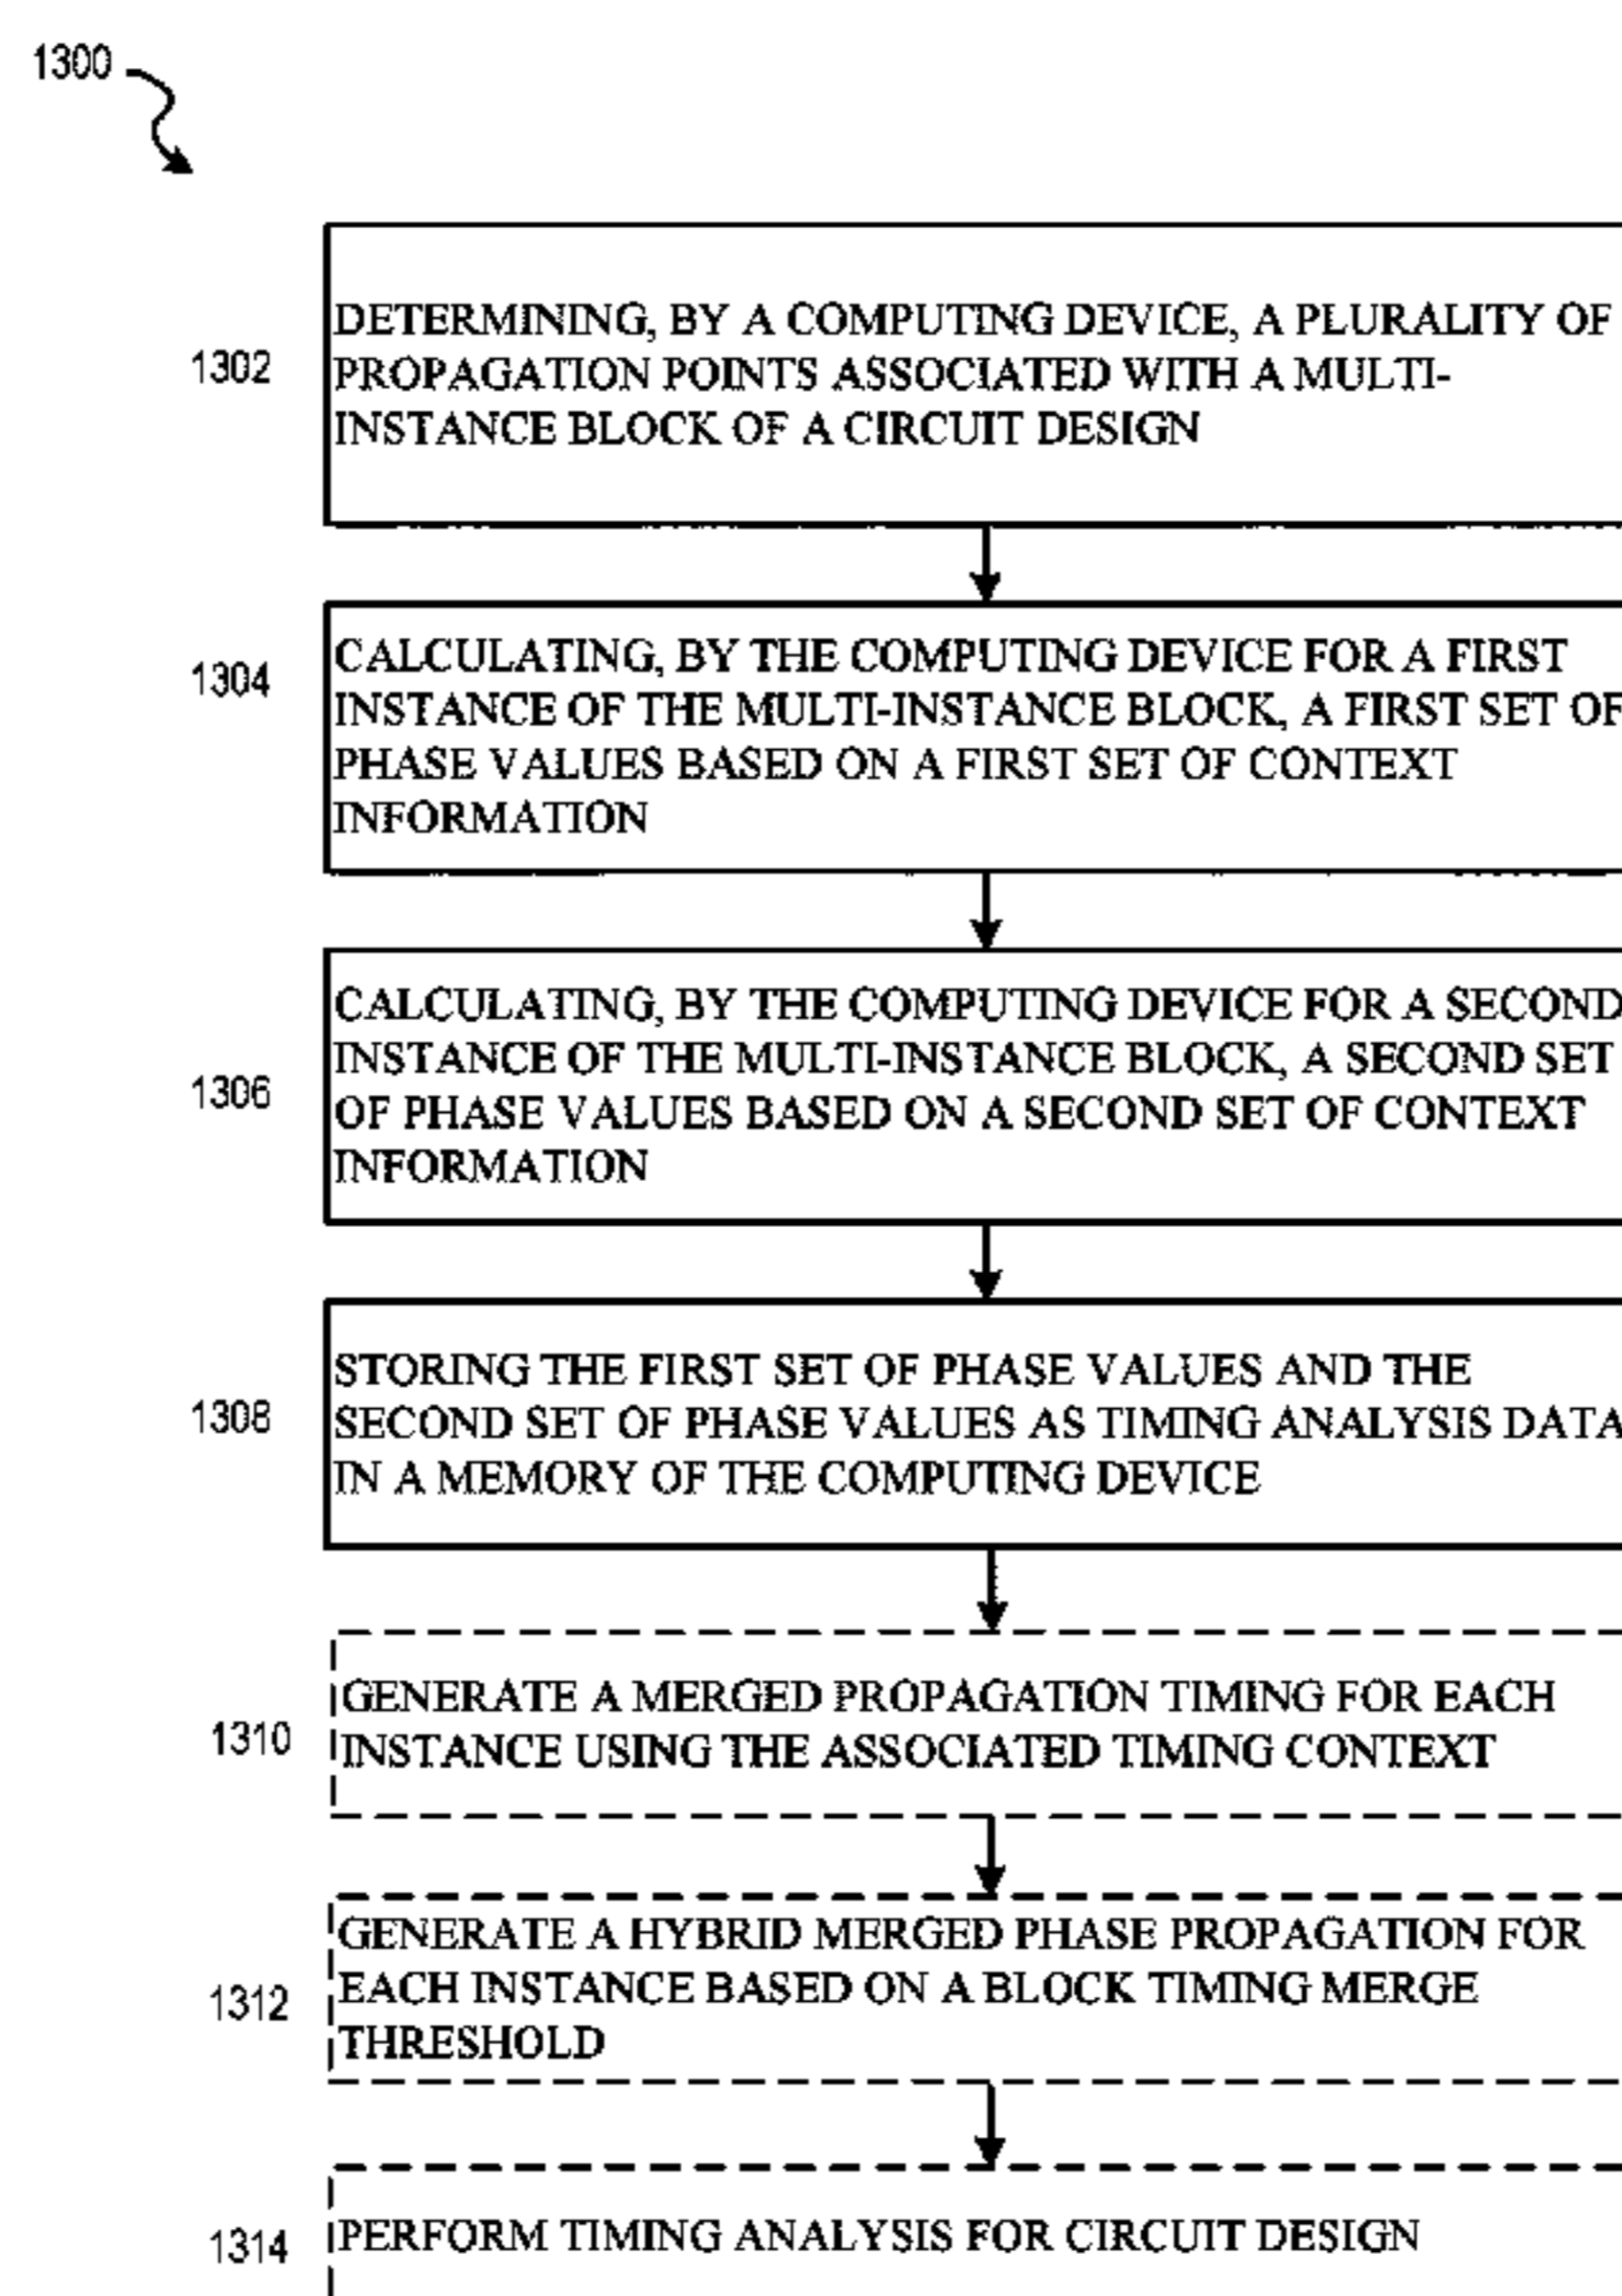 1300
1302
DETERMINING, BY A COMPUTING DEVICE, A PLURALITY OF
PROPAGATION POINTS ASSOCIATED WITH A MULTI-
INSTANCE BLOCK OF A CIRCUIT DESIGN
1304
CALCULATING, BY THE COMPUTING DEVICE FOR A FIRST
INSTANCE OF THE MULTI-INSTANCE BLOCK, A FIRST SET OF
PHASE VALUES BASED ON A FIRST SET OF CONTEXT
INFORMATION
1306
CALCULATING, BY THE COMPUTING DEVICE FOR A SECOND
INSTANCE OF THE MULTI-INSTANCE BLOCK, A SECOND SET
OF PHASE VALUES BASED ON A SECOND SET OF CONTEXT
INFORMATION
1308
STORING THE FIRST SET OF PHASE VALUES AND THE
SECOND SET OF PHASE VALUES AS TIMING ANALYSIS DATA
IN A MEMORY OF THE COMPUTING DEVICE
1310
GENERATE A MERGED PROPAGATION TIMING FOR EACH
INSTANCE USING THE ASSOCIATED TIMING CONTEXT
1312
GENERATE A HYBRID MERGED PHASE PROPAGATION FOR
EACH INSTANCE BASED ON A BLOCK TIMING MERGE
THRESHOLD
1314
PERFORM TIMING ANALYSIS FOR CIRCUIT DESIGN